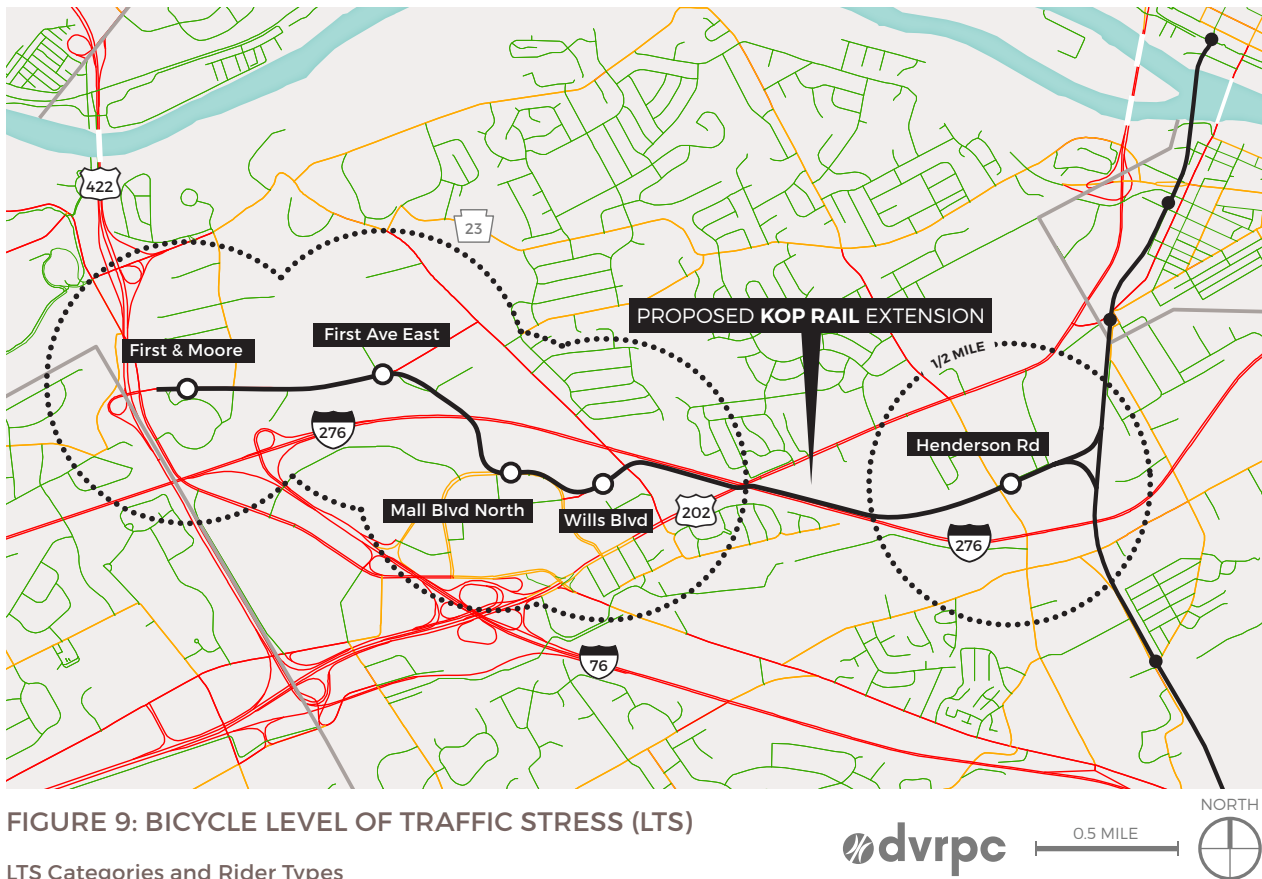 422
23
PROPOSED KOP RAIL EXTENSION
First Ave East
First & Moore
1/2 MILE
276
Henderson Rd
Mall Blvd North
Wills Blvd
202
276
76
FIGURE 9: BICYCLE LEVEL OF TRAFFIC STRESS (LTS)
LTS Categories and Rider Types
dvrpc
0.5 MILE
NORTH